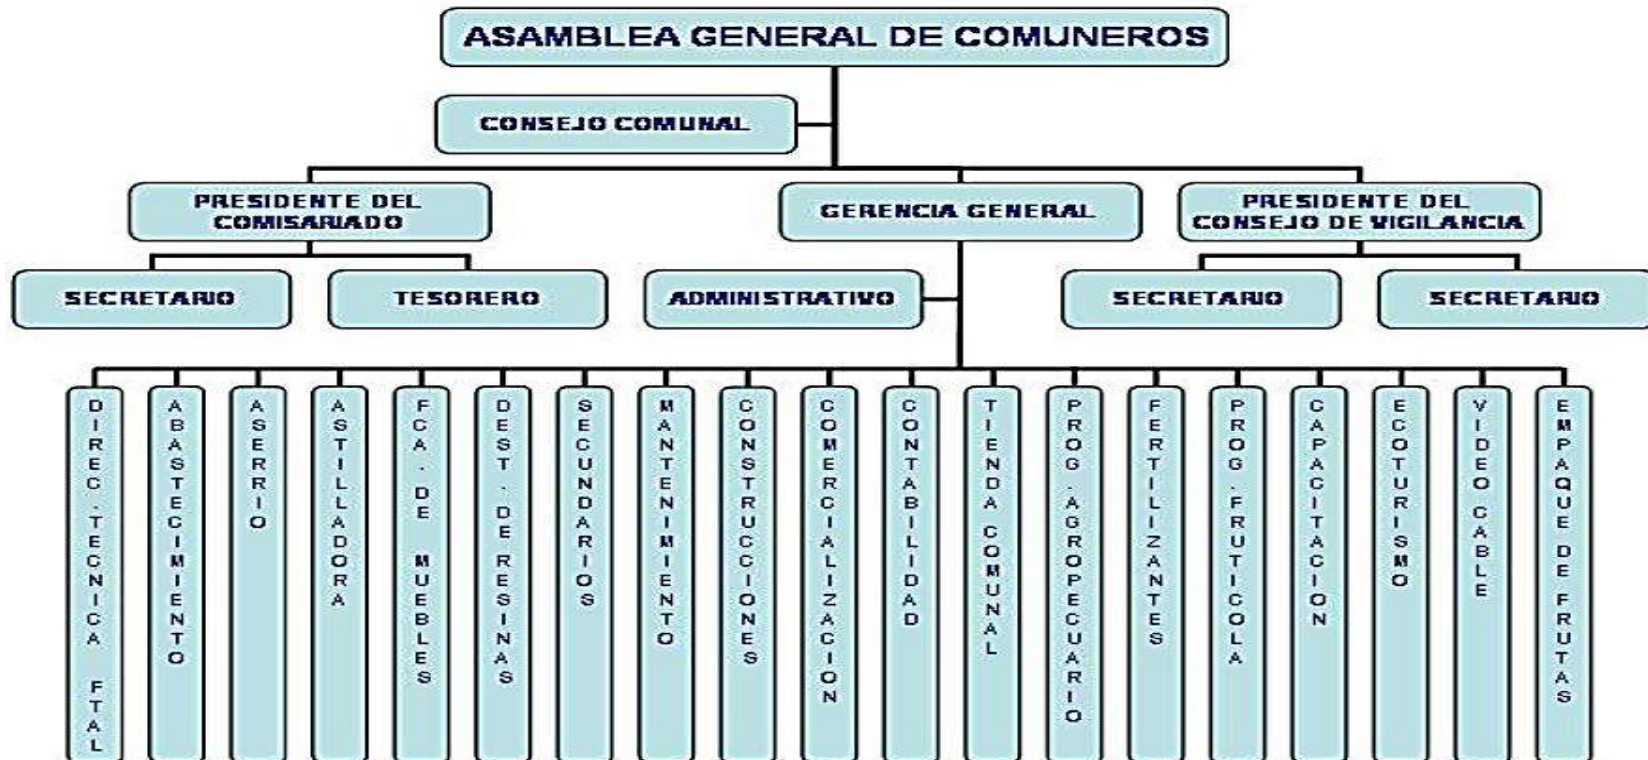 ASAMBLEA GENERAL DE COMUNEROS
CONSEJO COMUNAL
PRESIDENTE DEL
COMISARIADO
GERENCIA GENERAL
PRESIDENTE DEL
CONSEJO DE VIGILANCIA
SECRETARIO
TESORERO
ADMINISTRATIVO
SECRETARIO
SECRETARIO
DIREC.TECNICA FTAL
ABASTECIMIENTO
ASERRIO
ASTILLADORA
FCA. DE MUEBLES
DEST. DE RESINAS
SECUNDARIOS
MANTENIMIENTO
CONSTRUCCIONES
COMERCIALIZACION
CONTABILIDAD
TIENDA COMUNAL
PROG.AGROPECUARIO
FERTILIZANTES
PROG.FRUTICOLA
CAPACITACION
ECOTURISMO
VIDEO CABLE
EMPAQUE DE FRUTAS